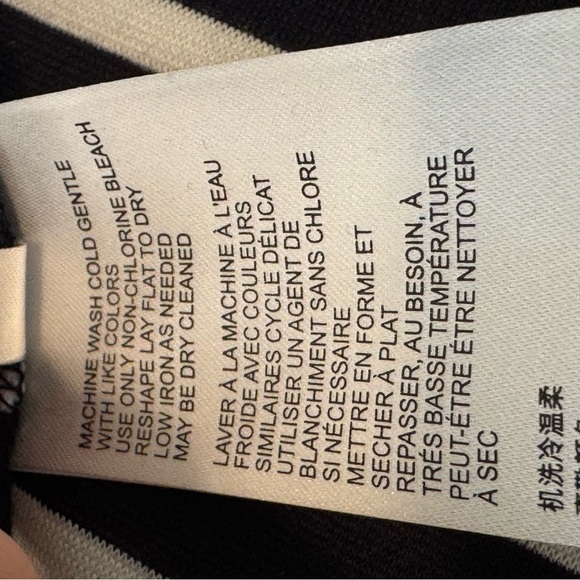 MACHINE WASH COLD GENTLE
WITH LIKE COLORS
USE ONLY NON-CHLORINE BLEACH
RESHAPE LAY FLAT TO DRY
LOW IRON AS NEEDED
MAY BE DRY CLEANED
LAVER À LA MACHINE À L'EAU
FROIDE AVEC COULEURS
SIMILAIRES CYCLE DÉLICAT
UTILISER UN AGENT DE
BLANCHIMENT SANS CHLORE
SI NÉCESSAIRE
METTRE EN FORME ET
SECHER À PLAT
REPASSER, AU BESOIN, À
TRÉS BASSE TEMPÉRATURE
PEUT-ÉTRE ÉTRE NETTOYER
À SEC
机洗冷温柔